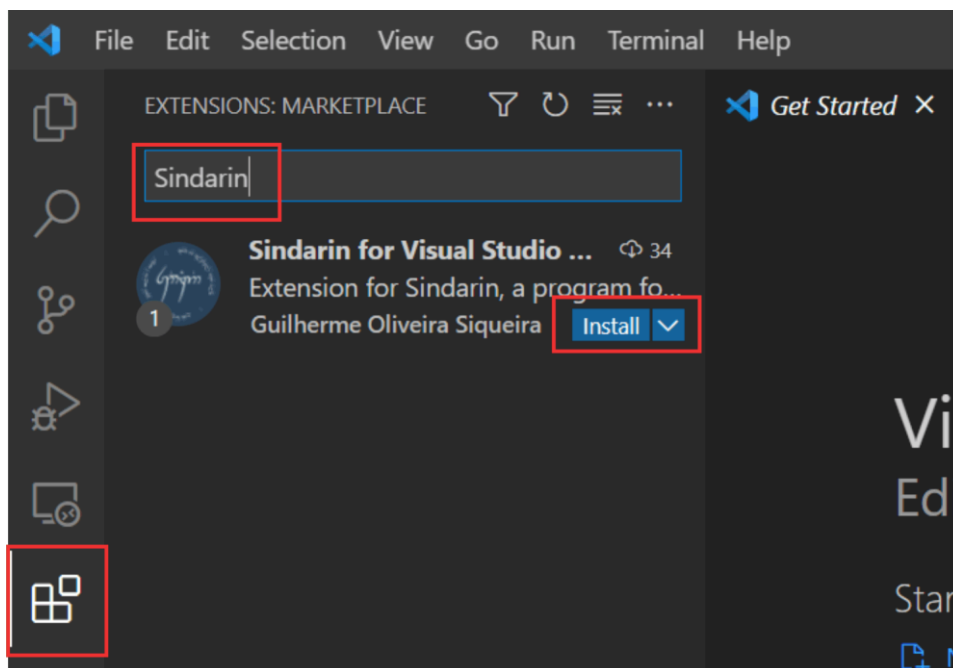 File Edit Selection View Go Run Terminal Help
EXTENSIONS: MARKETPLACE
Get Started
Sindarin
Sindarin for Visual Studio ... 34
Extension for Sindarin, a program fo...
1
Guilherme Oliveira Siqueira Install
Vi
Ed
Star
N